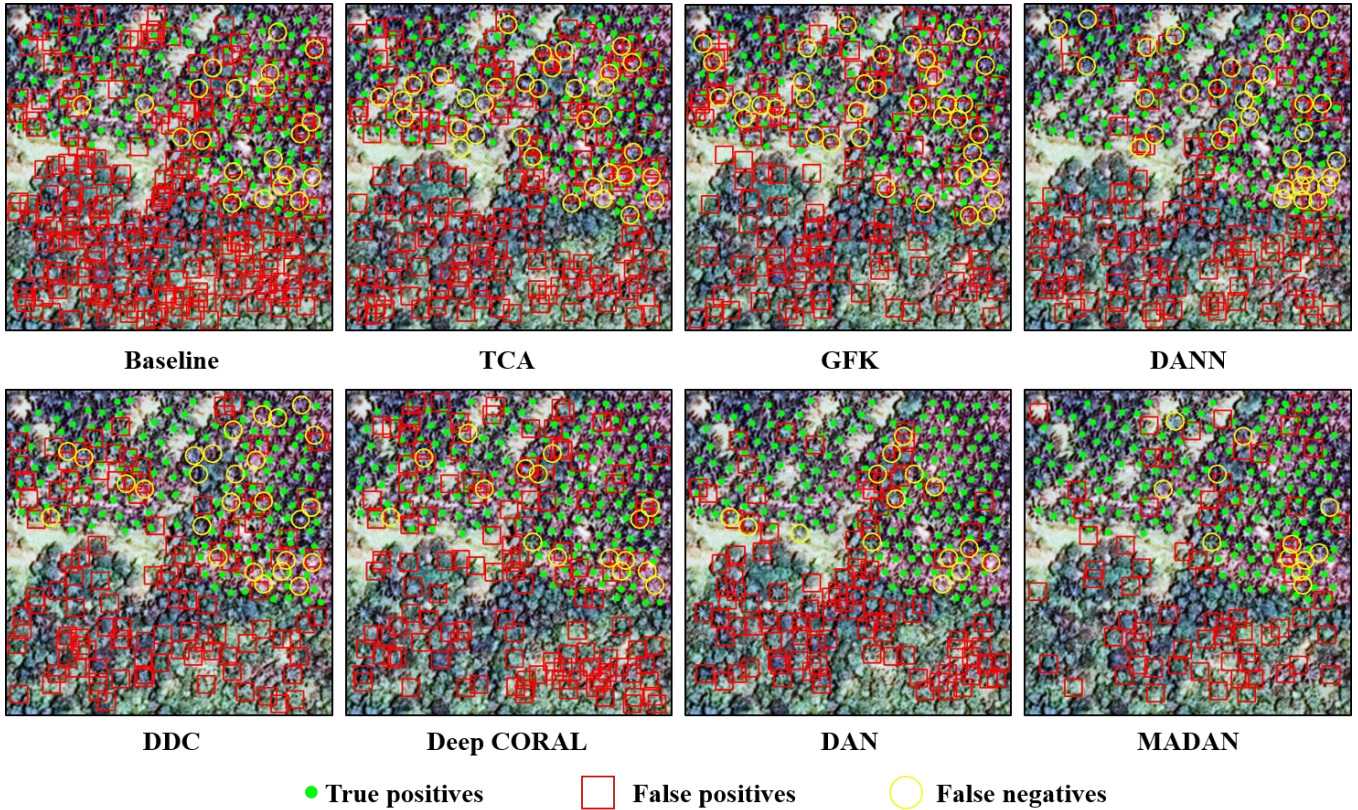 Baseline TCA GFK DANN
DDC Deep CORAL DAN MADAN
True positives False positives False negatives